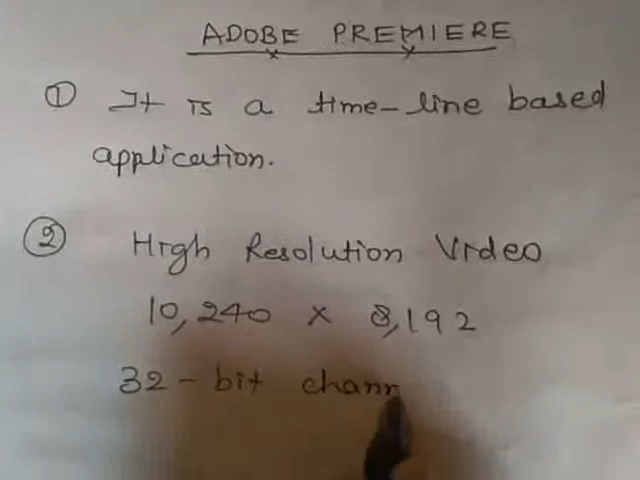 ADOBE PREMIERE
① It is a time-line based
application.
② High Resolution Video
10,240 x 8,192
32-bit chann